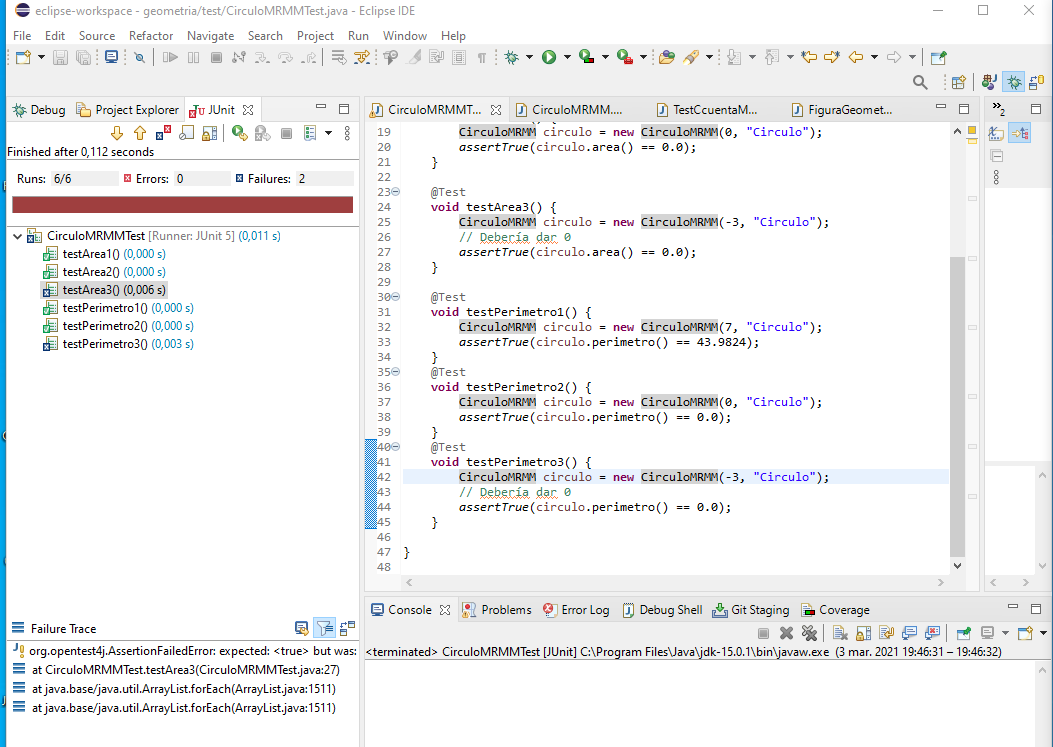 eclipse-workspace - geometria/test/CirculoMRMMTest.java - Eclipse IDE
File Edit Source Refactor Navigate Search Project Run Window Help
Debug Project Explorer JUnit
Finished after 0,112 seconds
Runs: 6/6 Errors: 0 Failures: 2
CirculoMRMMTest [Runner: JUnit 5] (0,011 s)
testArea1() (0,000 s)
testArea2() (0,000 s)
testArea3() (0,006 s)
testPerimetro1() (0,000 s)
testPerimetro2() (0,000 s)
testPerimetro3() (0,003 s)
Failure Trace
org.opentest4j.AssertionFailedError: expected: <true> but was:
at CirculoMRMMTest.testArea3(CirculoMRMMTest.java:27)
at java.base/java.util.ArrayList.forEach(ArrayList.java:1511)
at java.base/java.util.ArrayList.forEach(ArrayList.java:1511)
CirculoMRMMT... CirculoMRMM.... TestCcuentaM... FiguraGeomet...
2
19 CirculoMRMM circulo = new CirculoMRMM(0, "Circulo");
20 assertTrue(circulo.area() == 0.0);
21 }
22
23 @Test
24 void testArea3() {
25 CirculoMRMM circulo = new CirculoMRMM(-3, "Circulo");
26 // Debería dar 0
27 assertTrue(circulo.area() == 0.0);
28 }
29
30 @Test
31 void testPerimetro1() {
32 CirculoMRMM circulo = new CirculoMRMM(7, "Circulo");
33 assertTrue(circulo.perimetro() == 43.9824);
34 }
35 @Test
36 void testPerimetro2() {
37 CirculoMRMM circulo = new CirculoMRMM(0, "Circulo");
38 assertTrue(circulo.perimetro() == 0.0);
39 }
40 @Test
41 void testPerimetro3() {
42 CirculoMRMM circulo = new CirculoMRMM(-3, "Circulo");
43 // Debería dar 0
44 assertTrue(circulo.perimetro() == 0.0);
45 }
46
47 }
48
Console Problems Error Log Debug Shell Git Staging Coverage
<terminated> CirculoMRMMTest [JUnit] C:\Program Files\Java\jdk-15.0.1\bin\javaw.exe (3 mar. 2021 19:46:31 – 19:46:32)